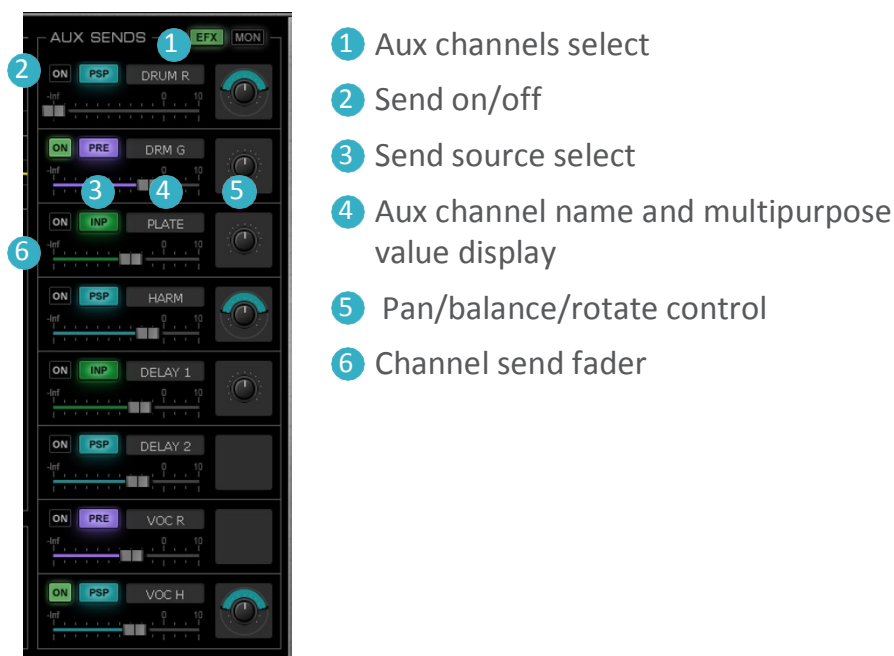 AUX SENDS 1 EFX MON
2 ON PSP DRUM R
-Inf 0 10
ON PRE DRM G
-Inf 0 10
3 4 5
ON INP PLATE
6 -Inf 0 10
ON PSP HARM
-Inf 0 10
ON INP DELAY 1
-Inf 0 10
ON PSP DELAY 2
-Inf 0 10
ON PRE VOC R
-Inf 0 10
ON PSP VOC H
-Inf 0 10
1 Aux channels select
2 Send on/off
3 Send source select
4 Aux channel name and multipurpose
value display
5 Pan/balance/rotate control
6 Channel send fader